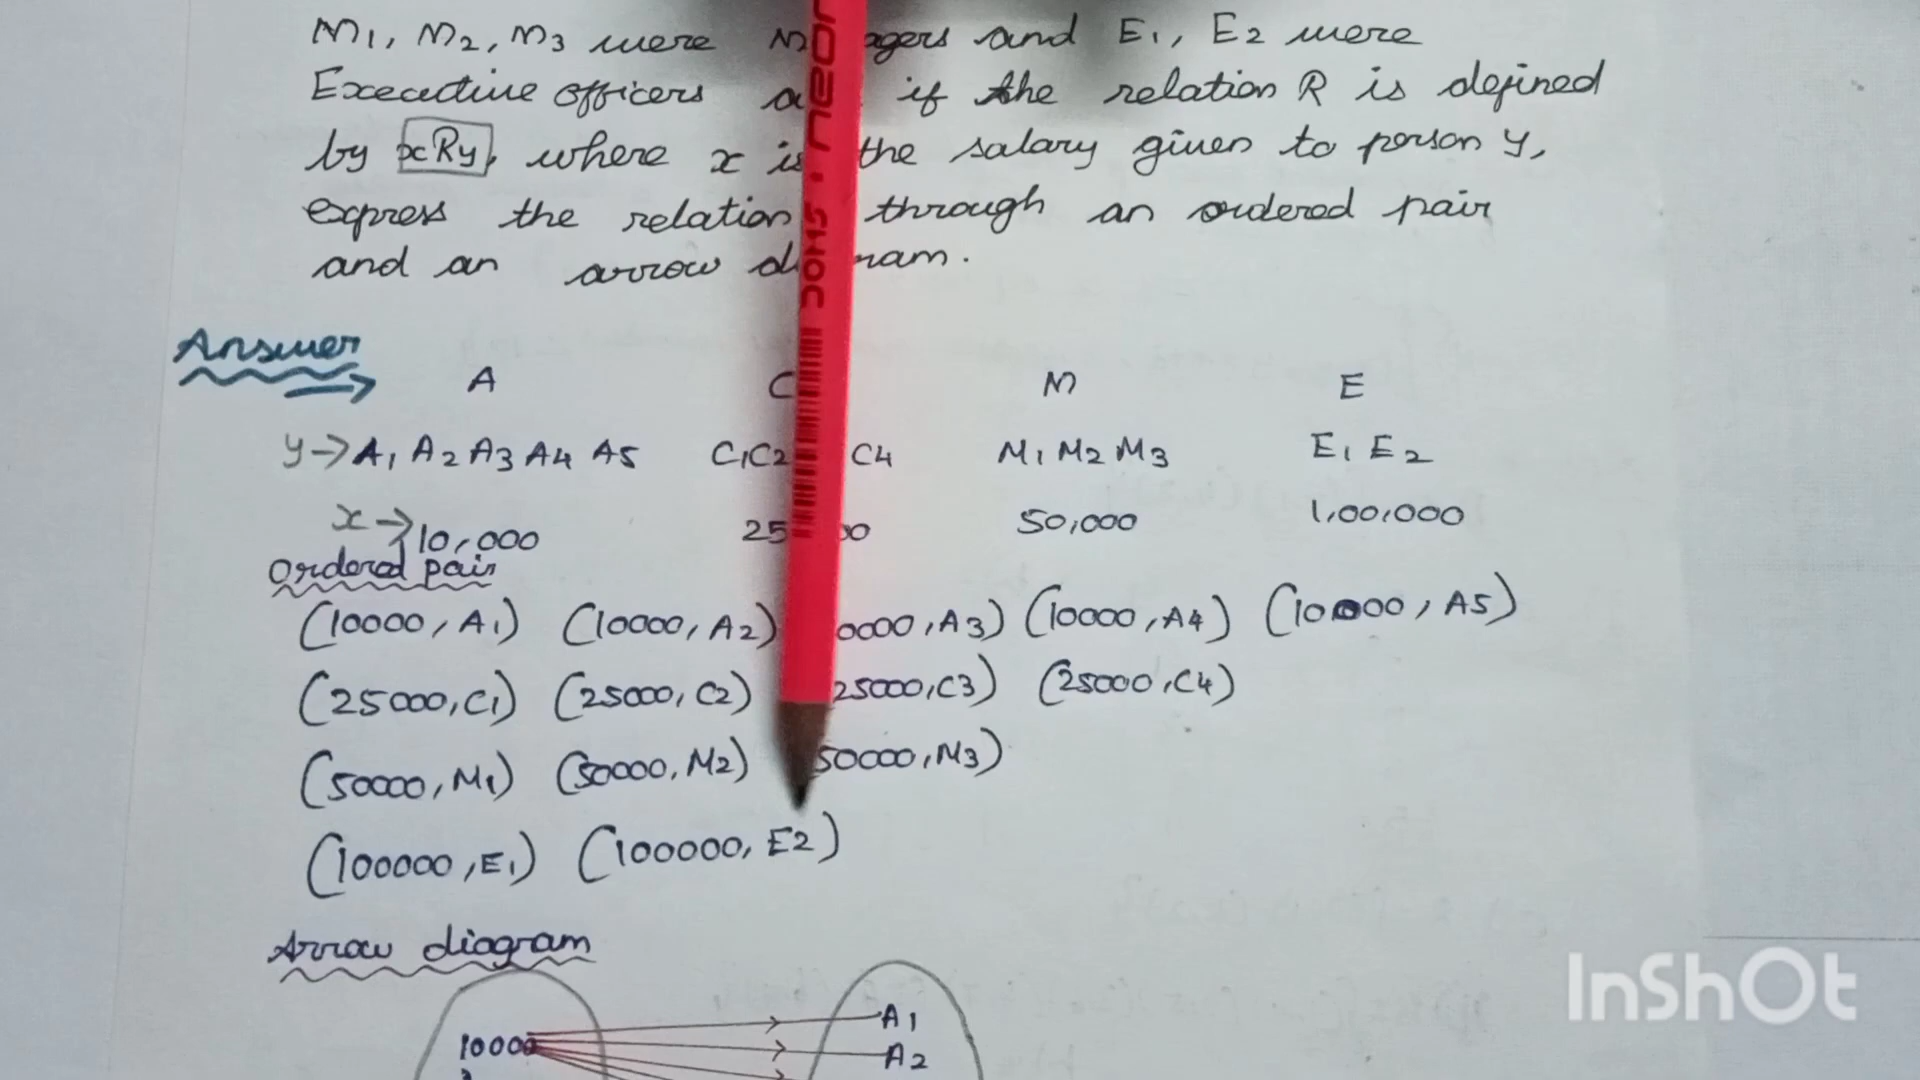 M1, M2, M3 were and E1, E2 were
Executive officers if the relation R is defined
by xRy, where x is the salary given to person y,
express the relation through an ordered pair
and an arrow
Answer
A C M E
y→A1 A2 A3 A4 A5 C1C2 C4 M1 M2 M3 E1 E2
x→10,000 50,000 1,00,000
Ordered pair
(10000, A1) (10000, A2) 0000, A3) (10000, A4) (10000, A5)
(25000, C1) (25000, C2) 25000, C3) (25000, C4)
(50000, M1) (50000, M2) 50000, M3)
(100000, E1) (100000, E2)
Arrow diagram
10000 A1
A2
DOMS. neon
InShOt